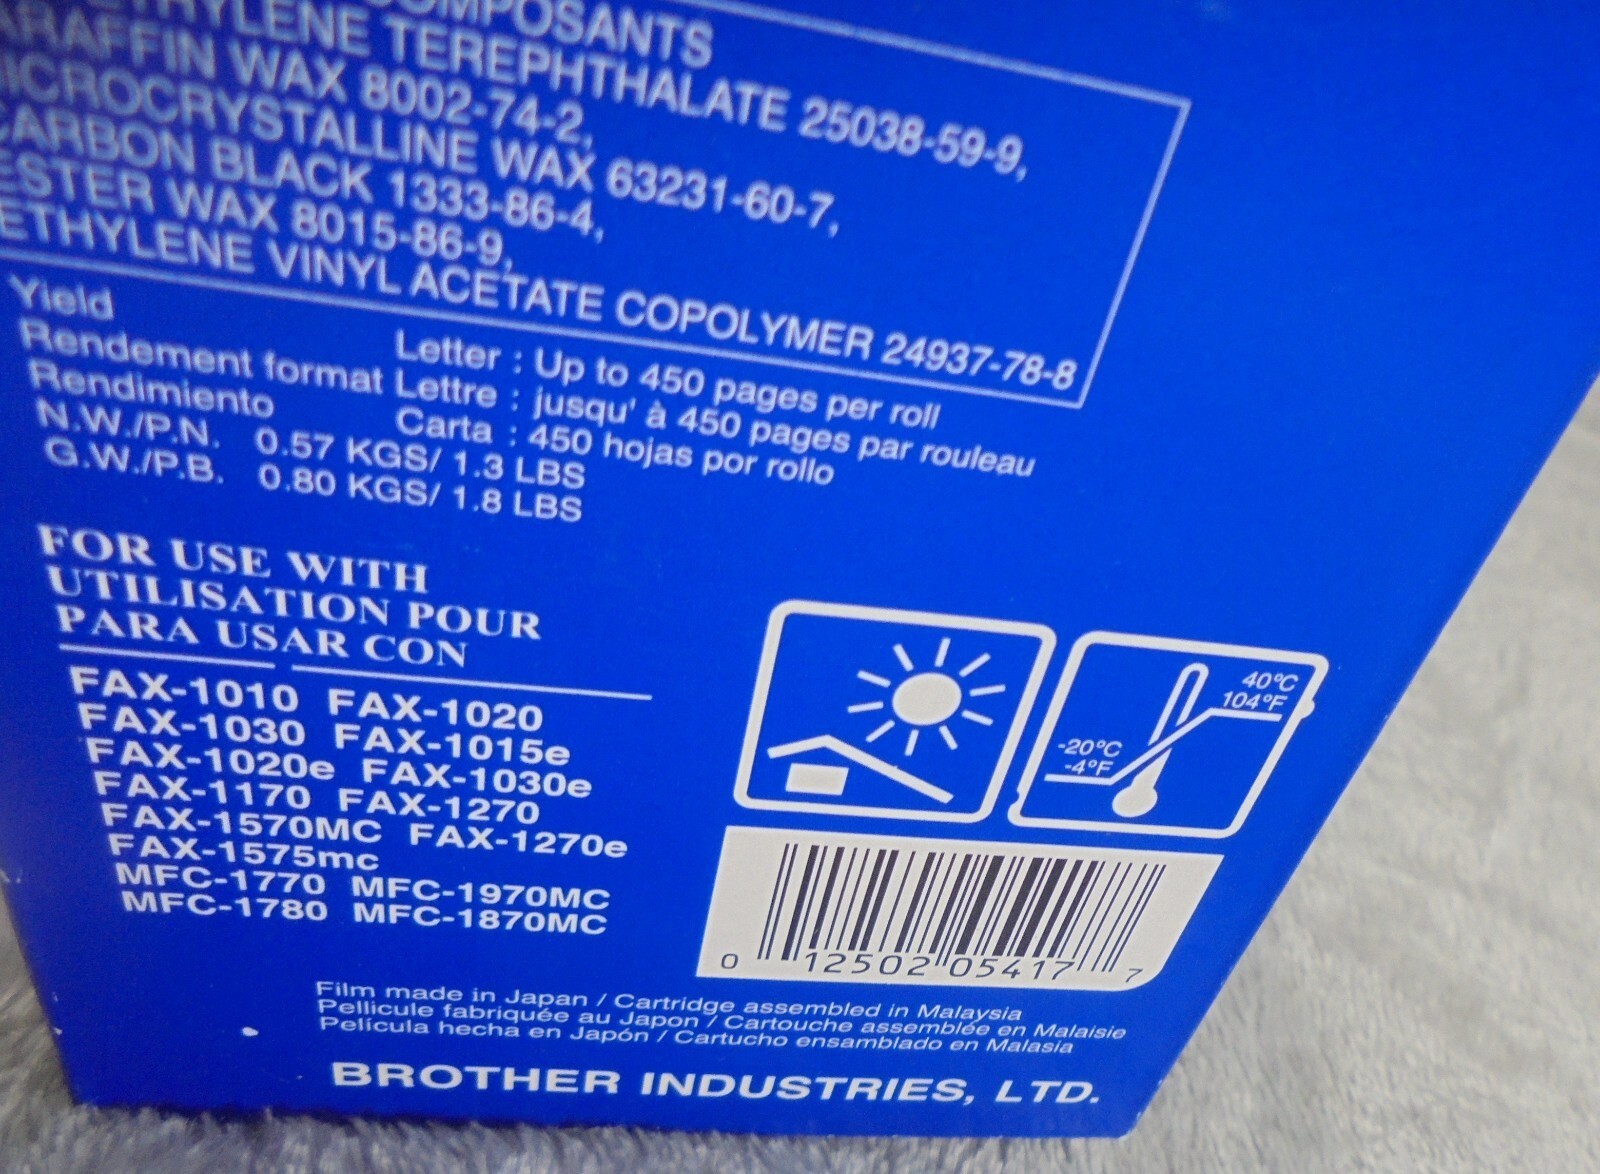 COMPOSANTS
TEREPHTHALATE 25038-59-9,
WAX 8002-74-2,
MICROCRYSTALLINE WAX 63231-60-7,
CARBON BLACK 1333-86-4,
ESTER WAX 8015-86-9,
ETHYLENE VINYL ACETATE COPOLYMER 24937-78-8
Yield Letter : Up to 450 pages per roll
Rendement format Lettre : jusqu' à 450 pages par rouleau
Rendimiento Carta : 450 hojas por rollo
N.W./P.N. 0.57 KGS/ 1.3 LBS
G.W./P.B. 0.80 KGS/ 1.8 LBS
FOR USE WITH
UTILISATION POUR
PARA USAR CON
FAX-1010 FAX-1020
FAX-1030 FAX-1015e
FAX-1020e FAX-1030e
FAX-1170 FAX-1270
FAX-1570MC FAX-1270e
FAX-1575mc
MFC-1770 MFC-1970MC
MFC-1780 MFC-1870MC
40°C
104°F
-20°C
-4°F
0 12502 05417 7
Film made in Japan / Cartridge assembled in Malaysia
Pellicule fabriquée au Japon / Cartouche assemblée en Malaisie
Película hecha en Japón / Cartucho ensamblado en Malasia
BROTHER INDUSTRIES, LTD.